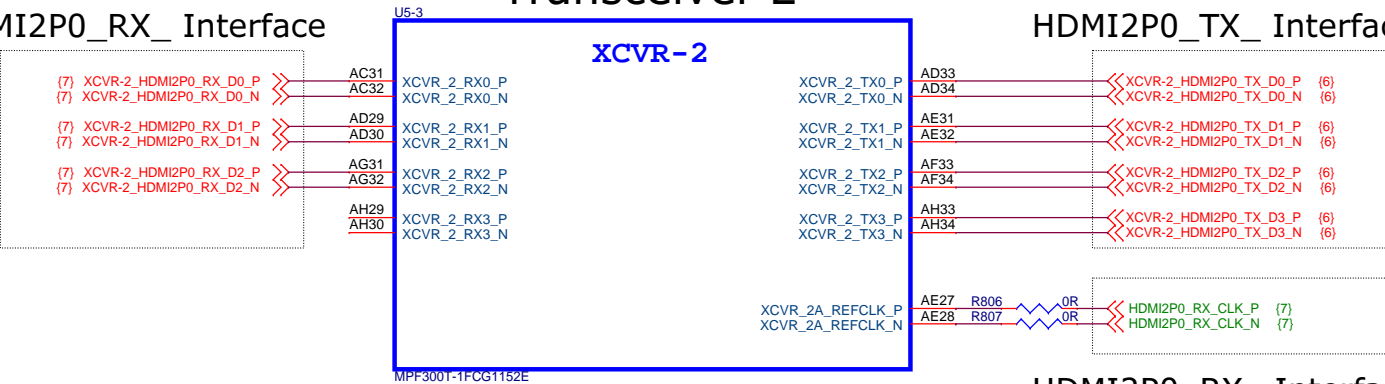 Transceiver 2
MI2P0_RX_ Interface
HDMI2P0_TX_ Interfac
U5-3
XCVR-2
{7} XCVR-2_HDMI2P0_RX_D0_P AC31 XCVR_2_RX0_P XCVR_2_TX0_P AD33 XCVR-2_HDMI2P0_TX_D0_P {6}
{7} XCVR-2_HDMI2P0_RX_D0_N AC32 XCVR_2_RX0_N XCVR_2_TX0_N AD34 XCVR-2_HDMI2P0_TX_D0_N {6}
{7} XCVR-2_HDMI2P0_RX_D1_P AD29 XCVR_2_RX1_P XCVR_2_TX1_P AE31 XCVR-2_HDMI2P0_TX_D1_P {6}
{7} XCVR-2_HDMI2P0_RX_D1_N AD30 XCVR_2_RX1_N XCVR_2_TX1_N AE32 XCVR-2_HDMI2P0_TX_D1_N {6}
{7} XCVR-2_HDMI2P0_RX_D2_P AG31 XCVR_2_RX2_P XCVR_2_TX2_P AF33 XCVR-2_HDMI2P0_TX_D2_P {6}
{7} XCVR-2_HDMI2P0_RX_D2_N AG32 XCVR_2_RX2_N XCVR_2_TX2_N AF34 XCVR-2_HDMI2P0_TX_D2_N {6}
AH29 XCVR_2_RX3_P XCVR_2_TX3_P AH33 XCVR-2_HDMI2P0_TX_D3_P {6}
AH30 XCVR_2_RX3_N XCVR_2_TX3_N AH34 XCVR-2_HDMI2P0_TX_D3_N {6}
XCVR_2A_REFCLK_P AE27 R806 0R HDMI2P0_RX_CLK_P {7}
XCVR_2A_REFCLK_N AE28 R807 0R HDMI2P0_RX_CLK_N {7}
MPF300T-1FCG1152E
HDMI2P0_RX_ Interfac